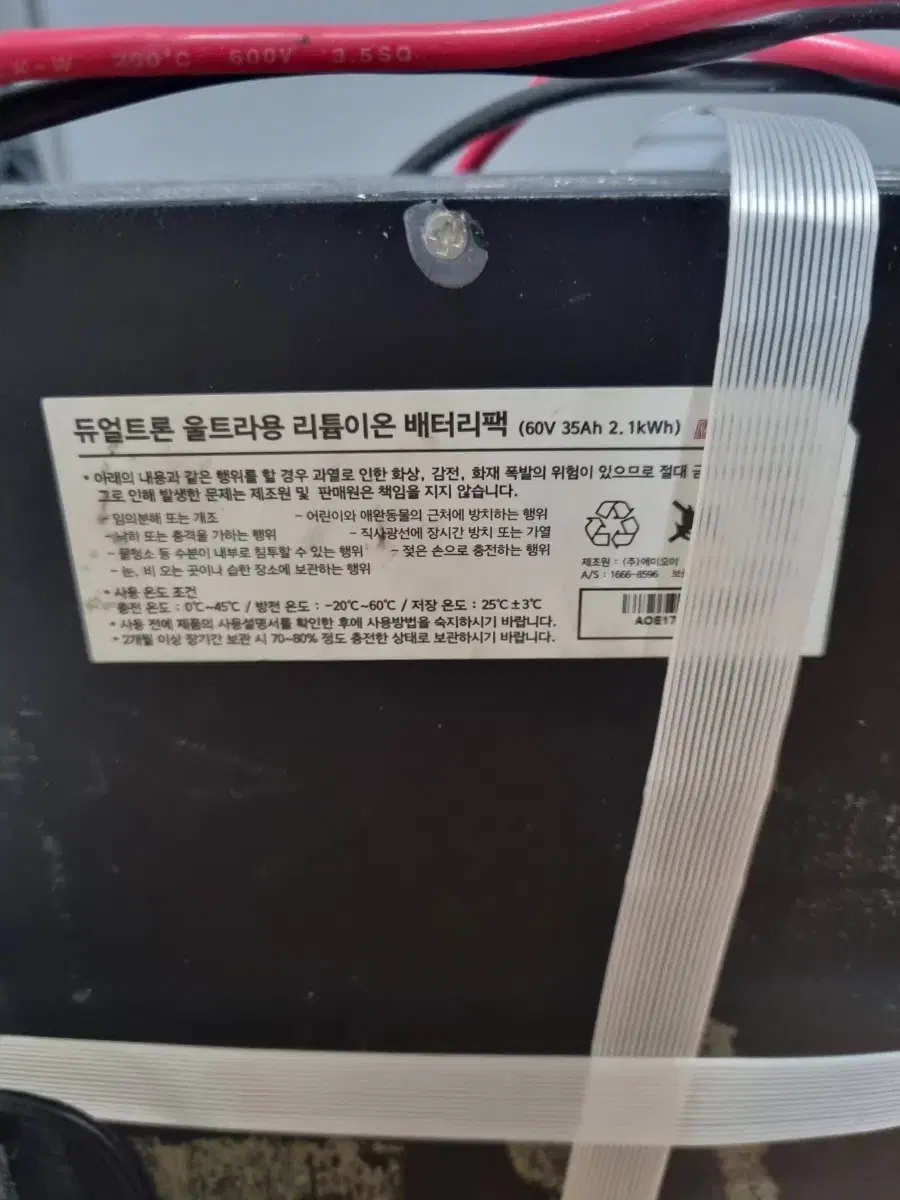 K-W 200°C 600V 3.5SQ
듀얼트론 울트라용 리튬이온 배터리팩 (60V 35Ah 2.1kWh)
* 아래의 내용과 같은 행위를 할 경우 과열로 인한 화상, 감전, 화재 폭발의 위험이 있으므로 절대 금
그로 인해 발생한 문제는 제조원 및 판매원은 책임을 지지 않습니다.
- 임의분해 또는 개조 - 어린이와 애완동물의 근처에 방치하는 행위
- 낙하 또는 충격을 가하는 행위 - 직사광선에 장시간 방치 또는 가열
- 물청소 등 수분이 내부로 침투할 수 있는 행위 - 젖은 손으로 충전하는 행위
- 눈, 비 오는 곳이나 습한 장소에 보관하는 행위
* 사용 온도 조건
충전 온도 : 0℃~45℃ / 방전 온도 : -20℃~60℃ / 저장 온도 : 25℃±3℃
* 사용 전에 제품의 사용설명서를 확인한 후에 사용방법을 숙지하시기 바랍니다.
* 2개월 이상 장기간 보관 시 70~80% 정도 충전한 상태로 보관하시기 바랍니다.
제조원 : (주)에이오이
A/S : 1666-8596
AOE17